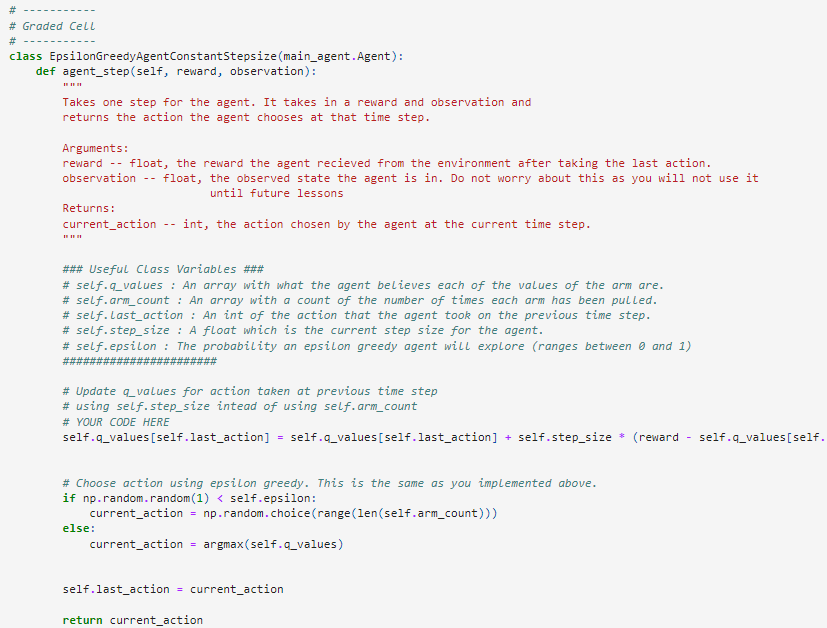 # -----------
# Graded Cell
# -----------
class EpsilonGreedyAgentConstantStepsize(main_agent.Agent):
    def agent_step(self, reward, observation):
        """
        Takes one step for the agent. It takes in a reward and observation and
        returns the action the agent chooses at that time step.

        Arguments:
        reward -- float, the reward the agent recieved from the environment after taking the last action.
        observation -- float, the observed state the agent is in. Do not worry about this as you will not use it
                              until future lessons
        Returns:
        current_action -- int, the action chosen by the agent at the current time step.
        """

        ### Useful Class Variables ###
        # self.q_values : An array with what the agent believes each of the values of the arm are.
        # self.arm_count : An array with a count of the number of times each arm has been pulled.
        # self.last_action : An int of the action that the agent took on the previous time step.
        # self.step_size : A float which is the current step size for the agent.
        # self.epsilon : The probability an epsilon greedy agent will explore (ranges between 0 and 1)
        #######################

        # Update q_values for action taken at previous time step
        # using self.step_size intead of using self.arm_count
        # YOUR CODE HERE
        self.q_values[self.last_action] = self.q_values[self.last_action] + self.step_size * (reward - self.q_values[self.

        # Choose action using epsilon greedy. This is the same as you implemented above.
        if np.random.random(1) < self.epsilon:
            current_action = np.random.choice(range(len(self.arm_count)))
        else:
            current_action = argmax(self.q_values)

        self.last_action = current_action

        return current_action